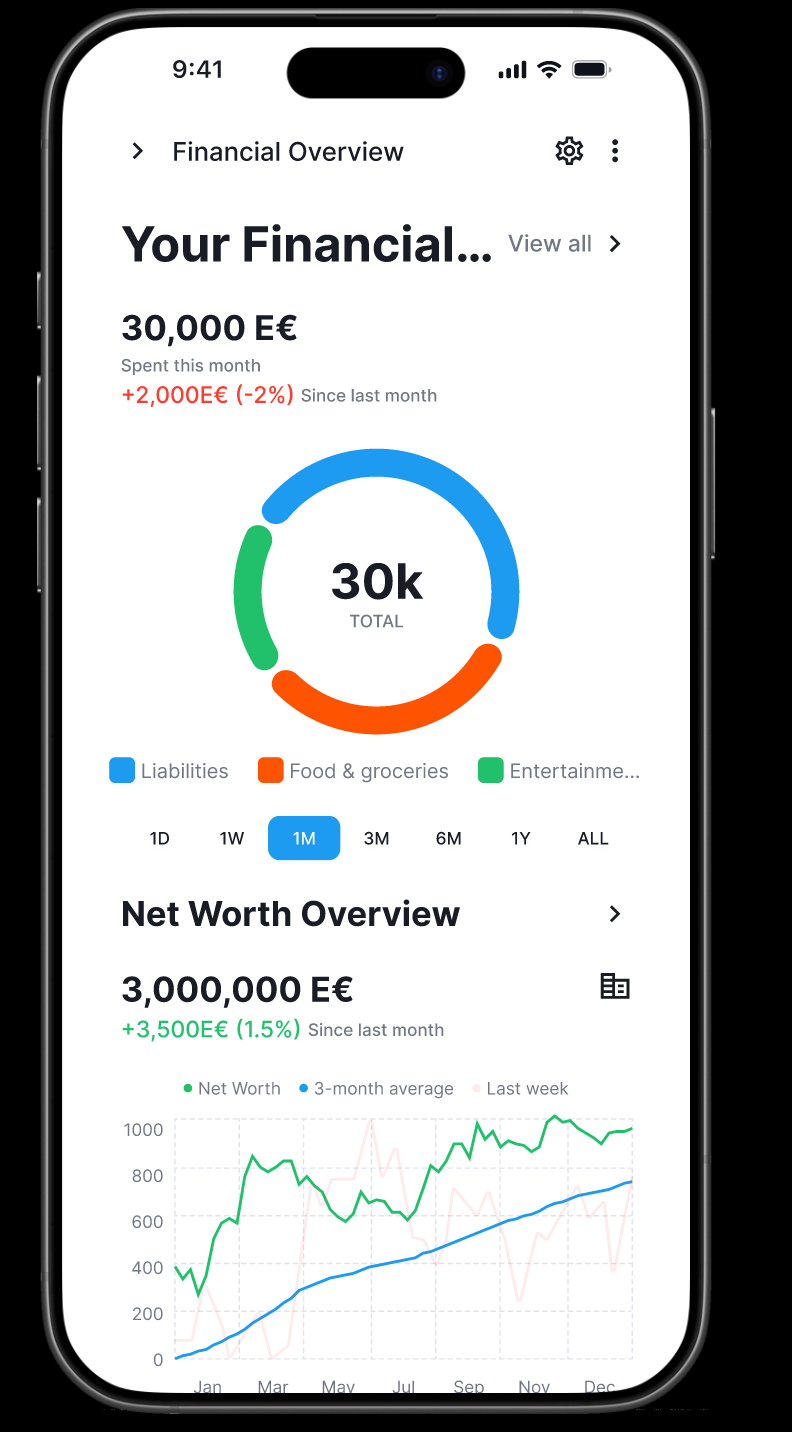 9:41
Financial Overview
Your Financial... View all
30,000 E€
Spent this month
+2,000E€ (-2%) Since last month
30k
TOTAL
Liabilities Food & groceries Entertainme...
1D 1W 1M 3M 6M 1Y ALL
Net Worth Overview
3,000,000 E€
+3,500E€ (1.5%) Since last month
Net Worth 3-month average Last week
1000
800
600
400
200
0
Jan Mar May Jul Sep Nov Dec